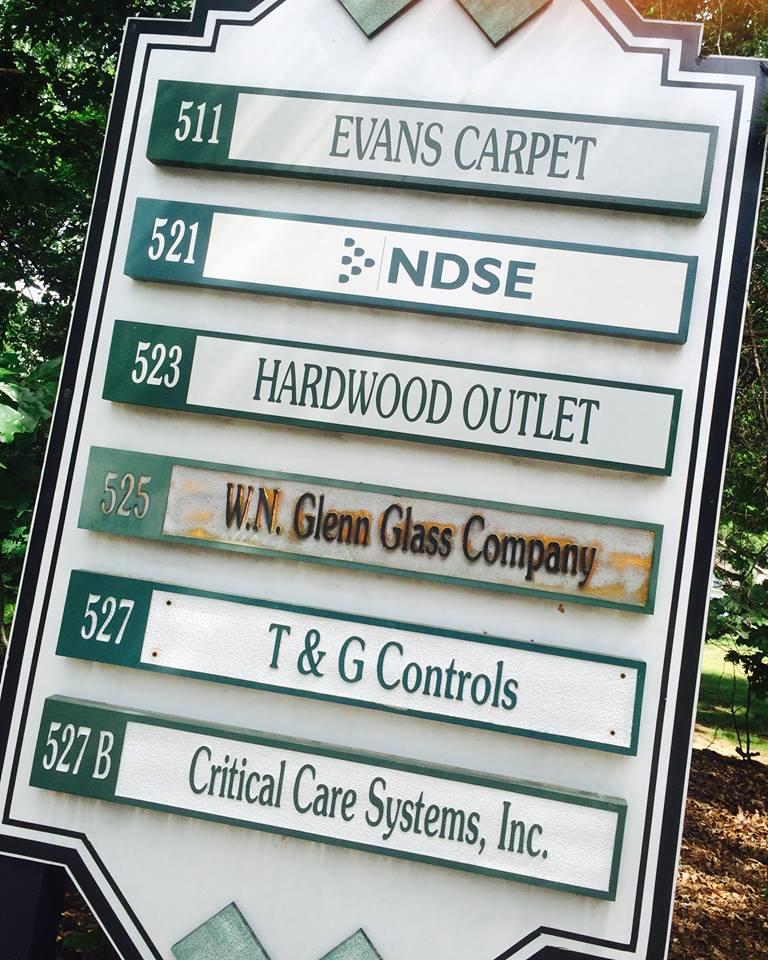 511 EVANS CARPET
521 NDSE
523 HARDWOOD OUTLET
525 W.N. Glenn Glass Company
527 T & G Controls
527 B Critical Care Systems, Inc.